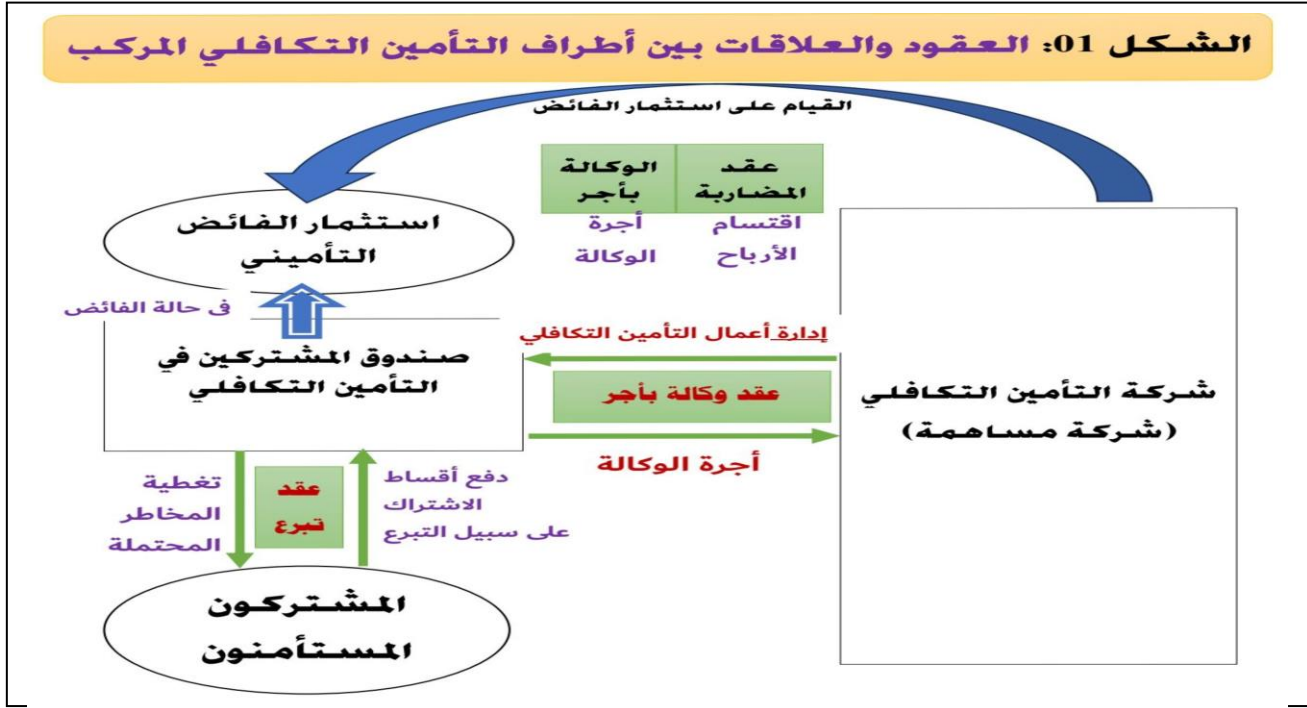 الشكل 01: العقود والعلاقات بين أطراف التأمين التكافلي المركب
القيام على استثمار الفائض
عقد
المضاربة
الوكالة
بأجر
اقتسام
الأرباح
أجرة
الوكالة
استثمار الفائض
التأميني
فى حالة الفائض
صندوق المشتركين في
التأمين التكافلي
إدارة أعمال التأمين التكافلي
عقد وكالة بأجر
أجرة الوكالة
شركة التأمين التكافلي
(شركة مساهمة)
دفع أقساط
الاشتراك
على سبيل التبرع
عقد
تبرع
تغطية
المخاطر
المحتملة
المشتركون
المستأمنون